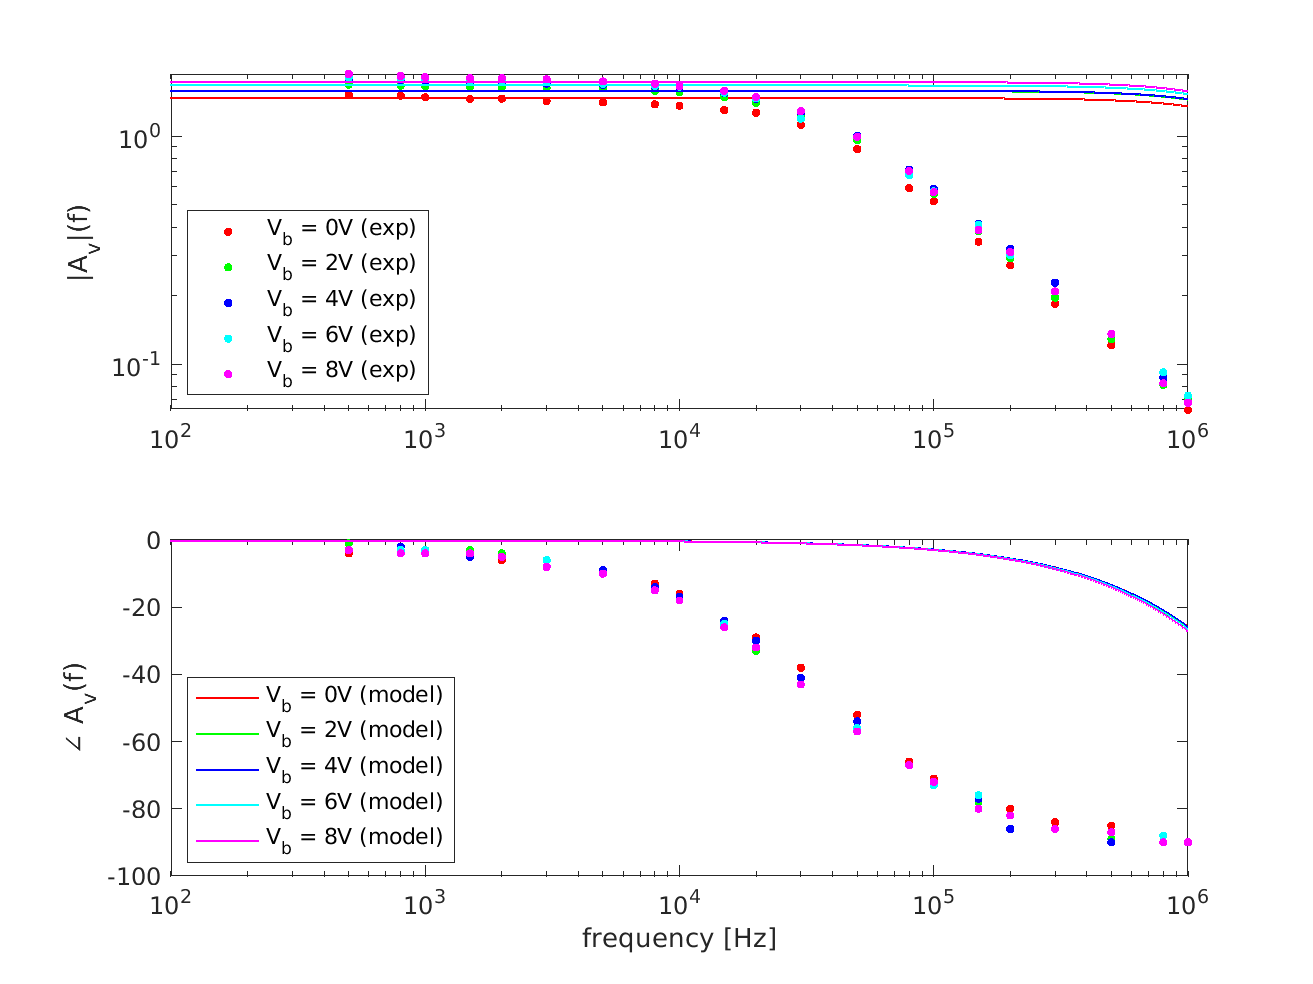 10^0
10^-1
|A_v|(f)
V_b = 0V (exp)
V_b = 2V (exp)
V_b = 4V (exp)
V_b = 6V (exp)
V_b = 8V (exp)
10^2 10^3 10^4 10^5 10^6
0
-20
-40
-60
-80
-100
∠ A_v(f)
V_b = 0V (model)
V_b = 2V (model)
V_b = 4V (model)
V_b = 6V (model)
V_b = 8V (model)
10^2 10^3 10^4 10^5 10^6
frequency [Hz]